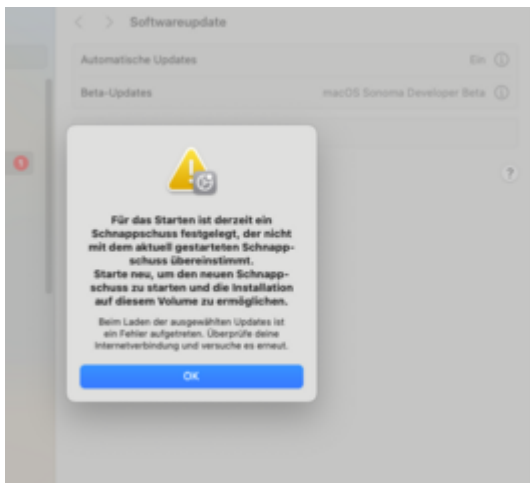 < > Softwareupdate
Automatische Updates Ein
Beta-Updates macOS Sonoma Developer Beta
1
?
Für das Starten ist derzeit ein
Schnappschuss festgelegt, der nicht
mit dem aktuell gestarteten Schnapp-
schuss übereinstimmt.
Starte neu, um den neuen Schnapp-
schuss zu starten und die Installation
auf diesem Volume zu ermöglichen.
Beim Laden der ausgewählten Updates ist
ein Fehler aufgetreten. Überprüfe deine
Internetverbindung und versuche es erneut.
OK